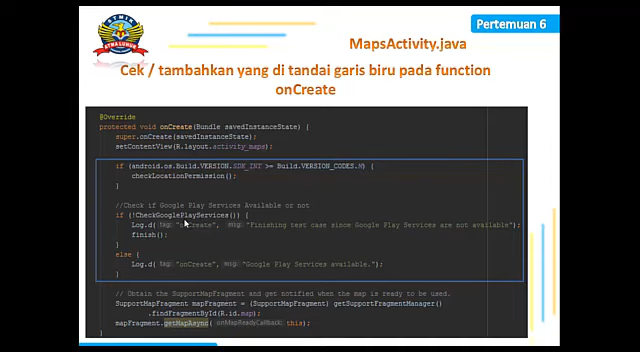 STMIK
ATMA LUHUR
Pertemuan 6
MapsActivity.java
Cek / tambahkan yang di tandai garis biru pada function
onCreate
@Override
protected void onCreate(Bundle savedInstanceState) {
super.onCreate(savedInstanceState);
setContentView(R.layout.activity_maps);
if (android.os.Build.VERSION.SDK_INT >= Build.VERSION_CODES.M) {
checkLocationPermission();
}
//Check if Google Play Services Available or not
if (!CheckGooglePlayServices()) {
Log.d( tag: "onCreate", msg: "Finishing test case since Google Play Services are not available");
finish();
}
else {
Log.d( tag: "onCreate", msg: "Google Play Services available.");
}
// Obtain the SupportMapFragment and get notified when the map is ready to be used.
SupportMapFragment mapFragment = (SupportMapFragment) getSupportFragmentManager()
.findFragmentById(R.id.map);
mapFragment.getMapAsync( onMapReadyCallback: this);
}